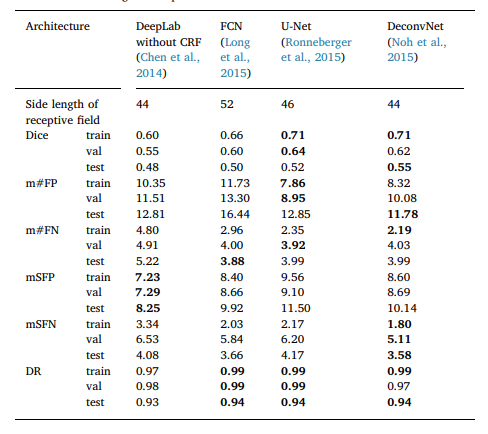 Architecture DeepLab FCN U-Net DeconvNet
without CRF (Long (Ronneberger (Noh et al.,
(Chen et al., et al., et al., 2015) 2015)
2014) 2015)
Side length of 44 52 46 44
receptive field
Dice train 0.60 0.66 0.71 0.71
val 0.55 0.60 0.64 0.62
test 0.48 0.50 0.52 0.55
m#FP train 10.35 11.73 7.86 8.32
val 11.51 13.30 8.95 10.08
test 12.81 16.44 12.85 11.78
m#FN train 4.80 2.96 2.35 2.19
val 4.91 4.00 3.92 4.03
test 5.22 3.88 3.99 3.99
mSFP train 7.23 8.40 9.56 8.60
val 7.29 8.66 9.10 8.69
test 8.25 9.92 11.50 10.14
mSFN train 3.34 2.03 2.17 1.80
val 6.53 5.84 6.20 5.11
test 4.08 3.66 4.17 3.58
DR train 0.97 0.99 0.99 0.99
val 0.98 0.99 0.99 0.97
test 0.93 0.94 0.94 0.94